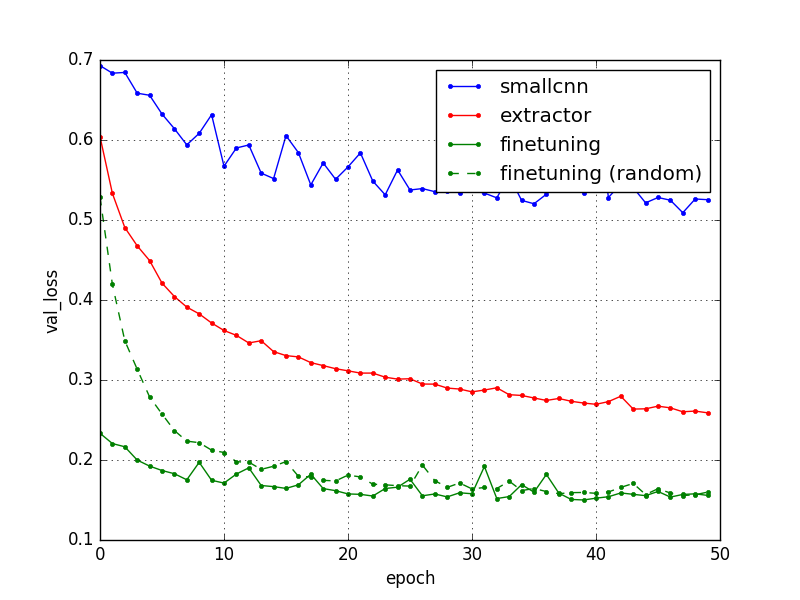 0.7
0.6
0.5
0.4
0.3
0.2
0.1
val_loss
smallcnn
extractor
finetuning
finetuning (random)
0 10 20 30 40 50
epoch